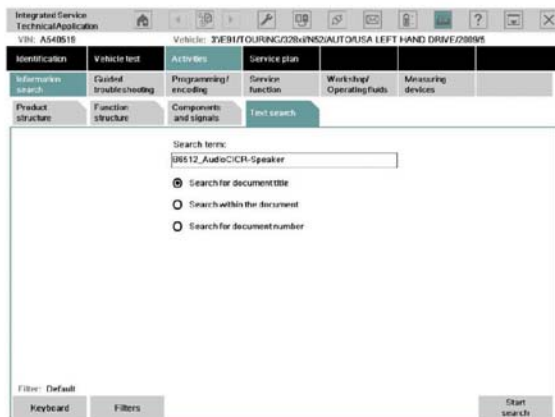 Integrated Service
Technical Application
VIN: A540519
Vehicle: 3'/E91/TOURING/328xi/N52/AUTO/USA LEFT HAND DRIVE/2009/5
Identification
Vehicle test
Activities
Service plan
Information
search
Guided
troubleshooting
Programming/
encoding
Service
function
Workshop/
Operating fluids
Measuring
devices
Product
structure
Function
structure
Components
and signals
Text search
Search term:
B6512_AudioCICR-Speaker
Search for document title
Search within the document
Search for document number
Filter: Default
Keyboard
Filters
Start
search